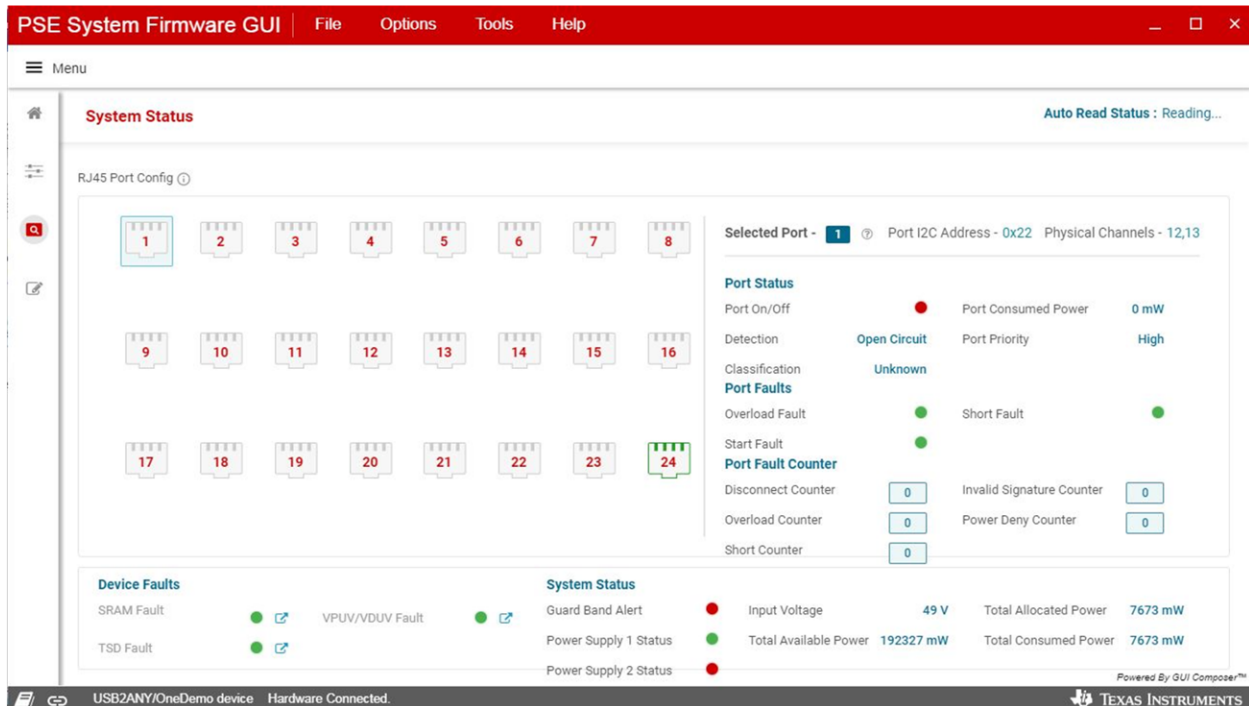 PSE System Firmware GUI File Options Tools Help
Menu
System Status Auto Read Status : Reading...
RJ45 Port Config
1 2 3 4 5 6 7 8
9 10 11 12 13 14 15 16
17 18 19 20 21 22 23 24
Selected Port - 1 Port I2C Address - 0x22 Physical Channels - 12,13
Port Status
Port On/Off Port Consumed Power 0 mW
Detection Open Circuit Port Priority High
Classification Unknown
Port Faults
Overload Fault Short Fault
Start Fault
Port Fault Counter
Disconnect Counter 0 Invalid Signature Counter 0
Overload Counter 0 Power Deny Counter 0
Short Counter 0
Device Faults
SRAM Fault VPUV/VDUV Fault
TSD Fault
System Status
Guard Band Alert Input Voltage 49 V Total Allocated Power 7673 mW
Power Supply 1 Status Total Available Power 192327 mW Total Consumed Power 7673 mW
Power Supply 2 Status
Powered By GUI Composer™
USB2ANY/OneDemo device Hardware Connected. TEXAS INSTRUMENTS